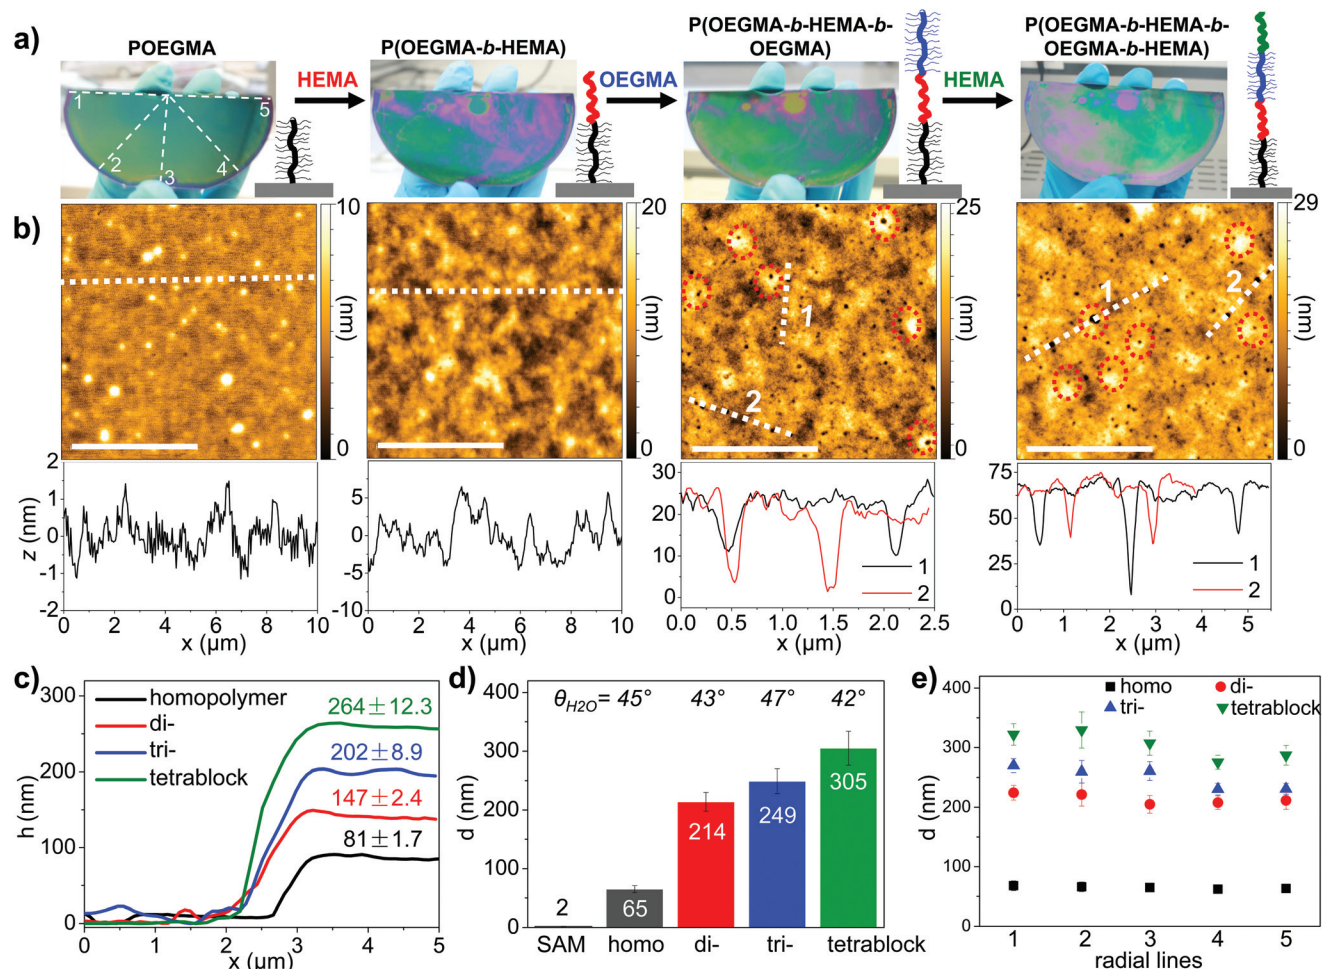 a)
POEGMA
P(OEGMA-b-HEMA)
P(OEGMA-b-HEMA-b-
OEGMA)
P(OEGMA-b-HEMA-b-
OEGMA-b-HEMA)
HEMA
OEGMA
HEMA
1
2
3
4
5
b)
10
(nm)
0
20
(nm)
0
1
2
25
(nm)
0
1
2
29
(nm)
0
2
1
0
-1
-2
z (nm)
0 2 4 6 8 10
x (µm)
10
5
0
-5
-10
0 2 4 6 8 10
x (µm)
30
20
10
0
1
2
0.0 0.5 1.0 1.5 2.0 2.5
x (µm)
75
50
25
0
1
2
0 1 2 3 4 5
x (µm)
c)
300
200
100
0
h (nm)
homopolymer
di-
tri-
tetrablock
264±12.3
202±8.9
147±2.4
81±1.7
0 1 2 3 4 5
x (µm)
d)
400
300
200
100
0
d (nm)
θH2O= 45° 43° 47° 42°
2
65
214
249
305
SAM homo di- tri- tetrablock
e)
400
300
200
100
0
d (nm)
homo
di-
tri-
tetrablock
1 2 3 4 5
radial lines